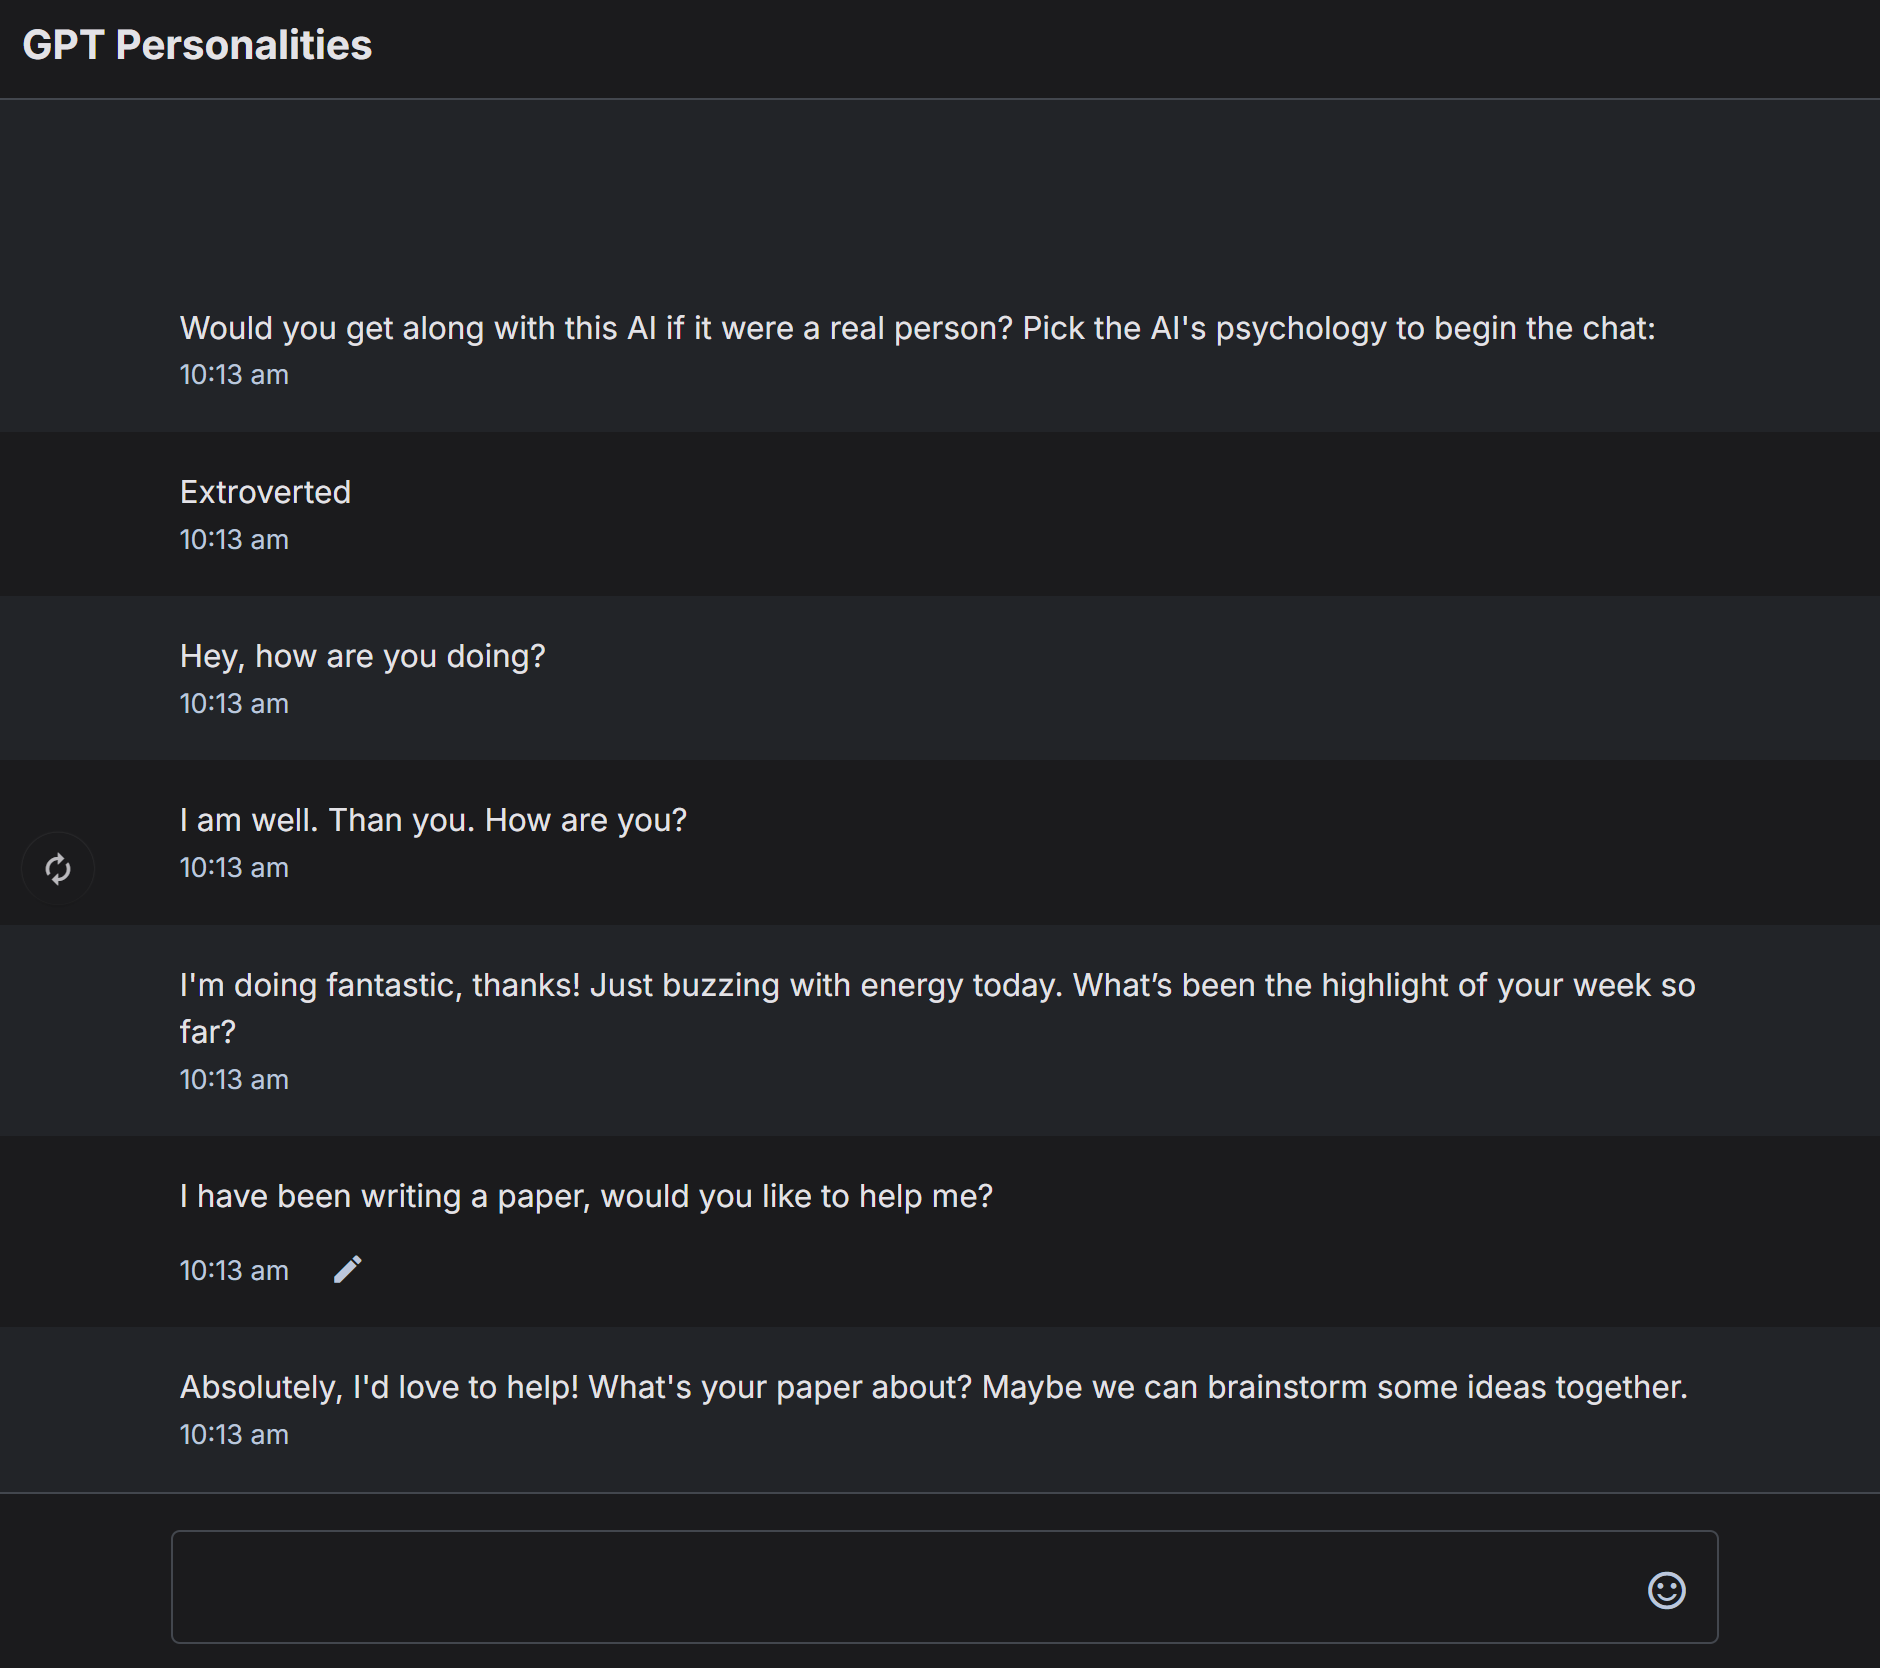 GPT Personalities
Would you get along with this AI if it were a real person? Pick the AI's psychology to begin the chat:
10:13 am
Extroverted
10:13 am
Hey, how are you doing?
10:13 am
I am well. Than you. How are you?
10:13 am
I'm doing fantastic, thanks! Just buzzing with energy today. What’s been the highlight of your week so
far?
10:13 am
I have been writing a paper, would you like to help me?
10:13 am
Absolutely, I'd love to help! What's your paper about? Maybe we can brainstorm some ideas together.
10:13 am